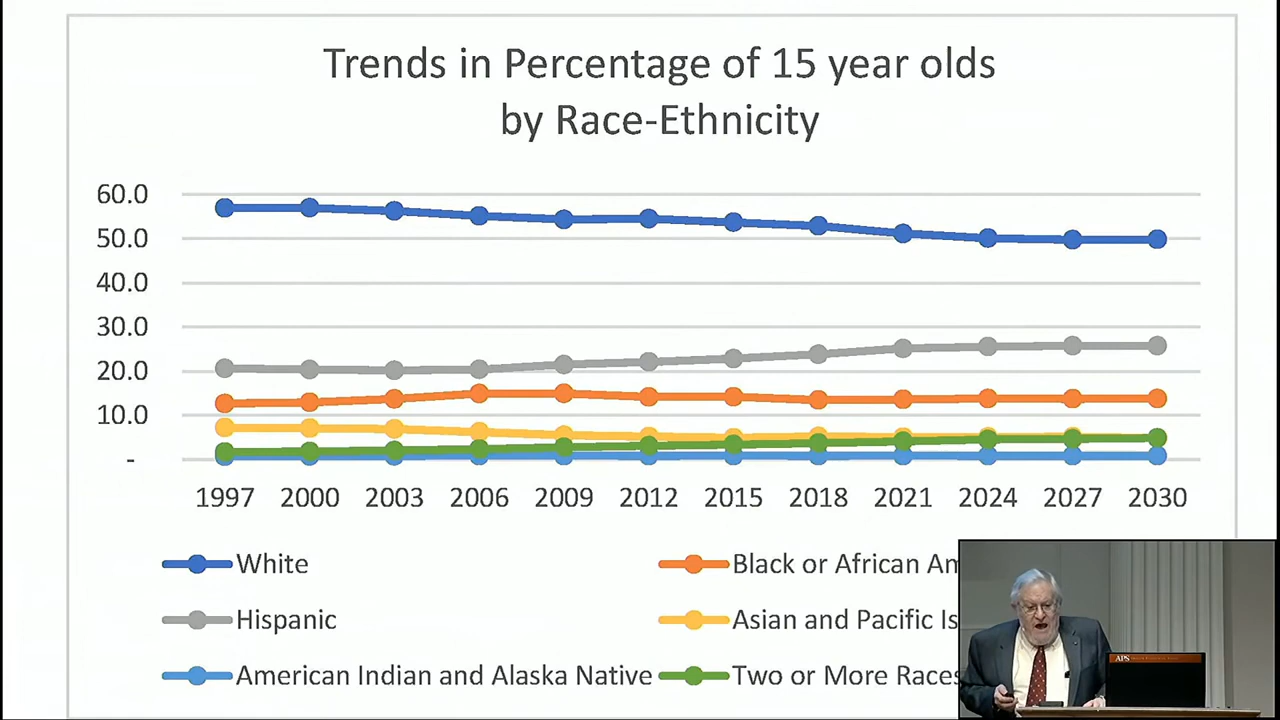 Trends in Percentage of 15 year olds
by Race-Ethnicity
60.0
50.0
40.0
30.0
20.0
10.0
-
1997 2000 2003 2006 2009 2012 2015 2018 2021 2024 2027 2030
White
Black or African Am
Hispanic
Asian and Pacific Is
American Indian and Alaska Native
Two or More Races
APS